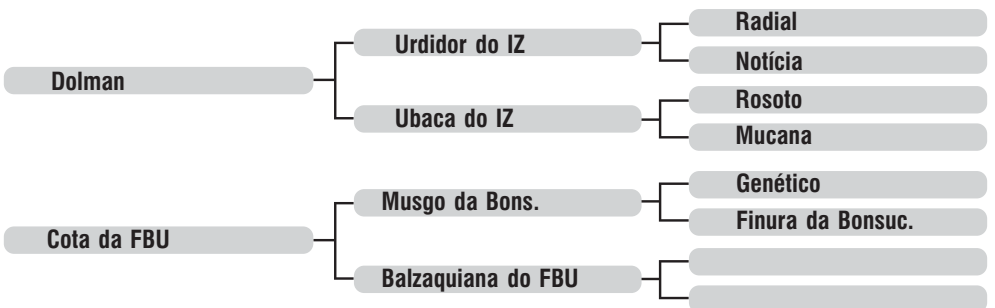 Radial
Urdidor do IZ
Notícia
Dolman
Rosoto
Ubaca do IZ
Mucana
Genético
Musgo da Bons.
Finura da Bonsuc.
Cota da FBU
Balzaquiana do FBU